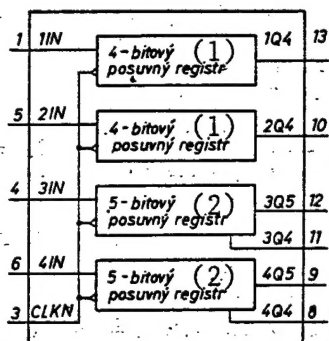 1 1IN 4-bitový (1) 1Q4 13
posuvný registr
5 2IN 4-bitový (1) 2Q4 10
posuvný registr
4 3IN 5-bitový (2) 3Q5 12
posuvný registr
3Q4 11
6 4IN 5-bitový (2) 4Q5 9
posuvný registr
3 CLKN 4Q4 8